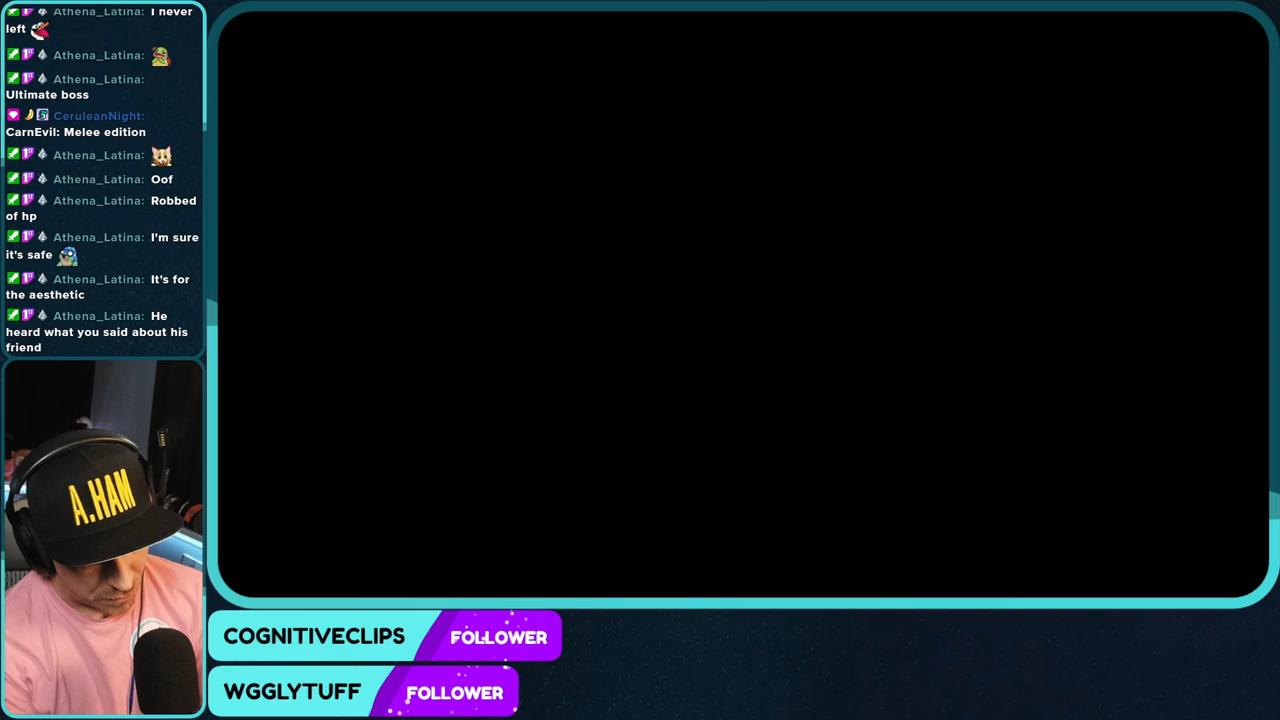 Athena_Latina: I never
left
Athena_Latina:
Athena_Latina:
Ultimate boss
CeruleanNight:
CarnEvil: Melee edition
Athena_Latina:
Athena_Latina: Oof
Athena_Latina: Robbed
of hp
Athena_Latina: I'm sure
it's safe
Athena_Latina: It's for
the aesthetic
Athena_Latina: He
heard what you said about his
friend
A.HAM
COGNITIVECLIPS FOLLOWER
WGGLYTUFF FOLLOWER